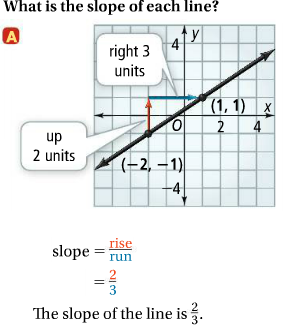 What is the slope of each line?
A
right 3
units
4
y
(1, 1)
x
O
2
4
up
2 units
(−2, −1)
−4
slope = rise/run
= 2/3
The slope of the line is 2/3.